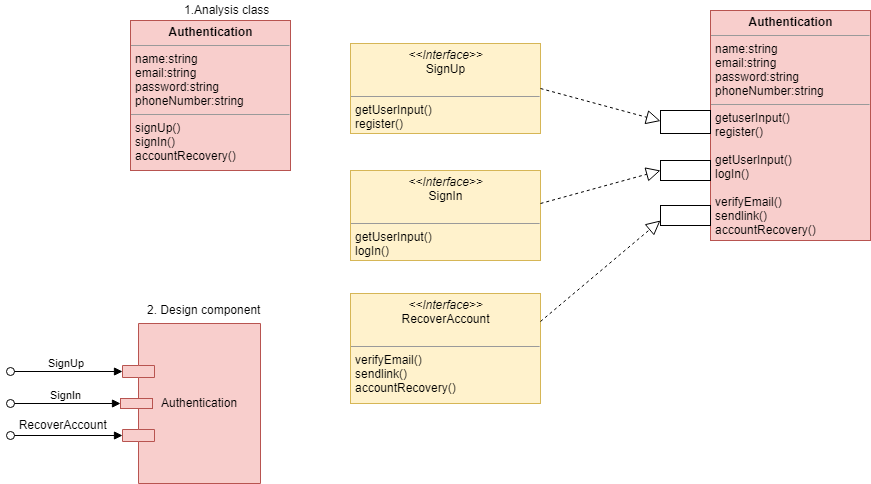 1.Analysis class
Authentication
name:string
email:string
password:string
phoneNumber:string
signUp()
signIn()
accountRecovery()
<<Interface>>
SignUp
getUserInput()
register()
<<Interface>>
SignIn
getUserInput()
logIn()
<<Interface>>
RecoverAccount
verifyEmail()
sendlink()
accountRecovery()
Authentication
name:string
email:string
password:string
phoneNumber:string
getuserInput()
register()
getUserInput()
logIn()
verifyEmail()
sendlink()
accountRecovery()
2. Design component
SignUp
SignIn
RecoverAccount
Authentication